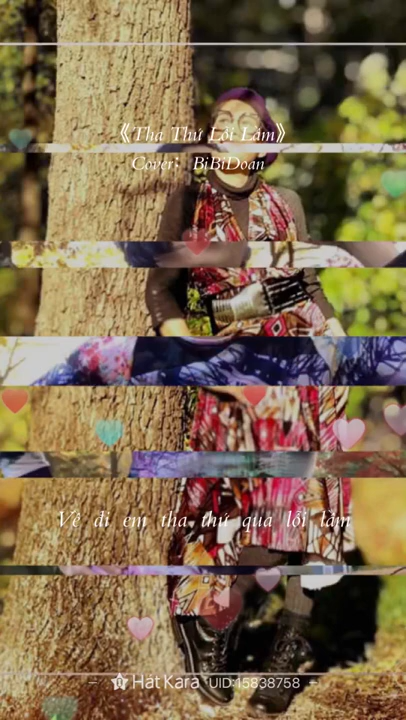 《Tha Thứ Lỗi Lầm》
Cover: BiBiDoan
Về đi em tha thứ qua lỗi lầm
Hát Kara UID:15838758